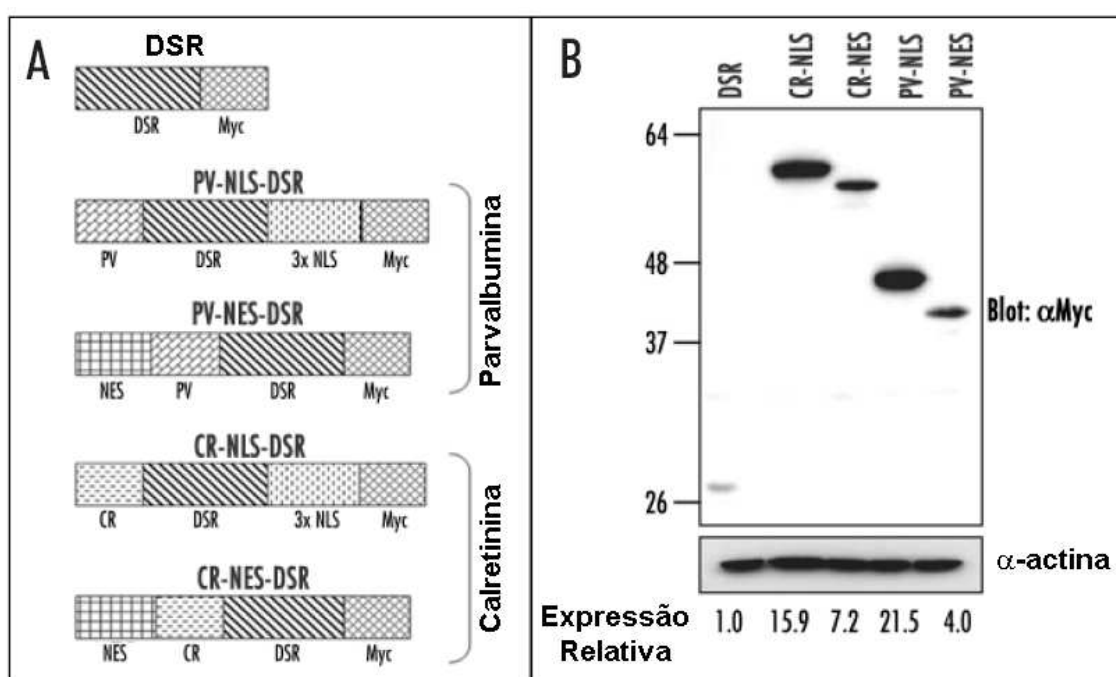 A
DSR
DSR Myc
PV-NLS-DSR
PV DSR 3x NLS Myc
PV-NES-DSR
NES PV DSR Myc
Parvalbumina
CR-NLS-DSR
CR DSR 3x NLS Myc
CR-NES-DSR
NES CR DSR Myc
Calretinina
B
DSR CR-NLS CR-NES PV-NLS PV-NES
64
48
37
26
Blot: αMyc
α-actina
Expressão 1.0 15.9 7.2 21.5 4.0
Relativa